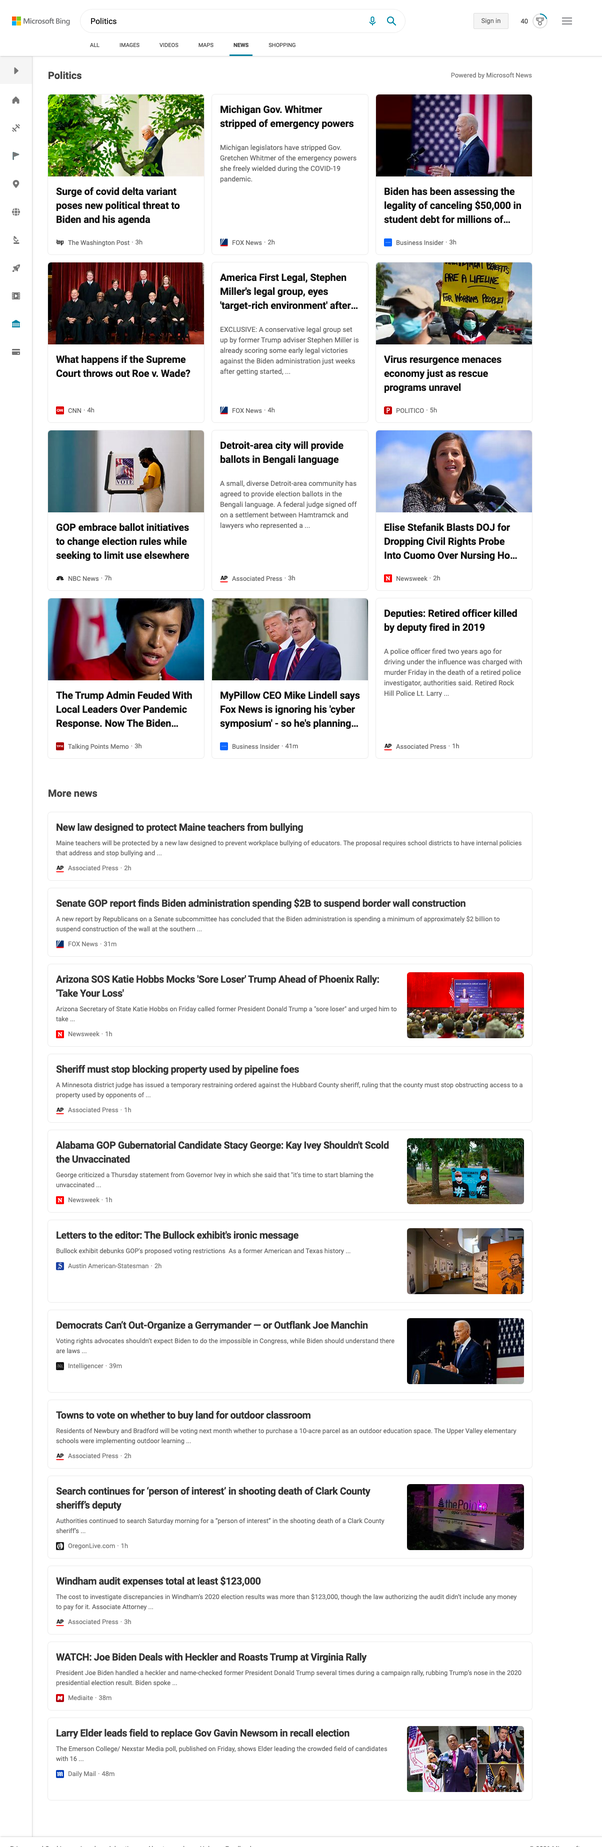 Microsoft Bing
Politics
Sign in
40
ALL
IMAGES
VIDEOS
MAPS
NEWS
SHOPPING
Politics
Powered by Microsoft News
Surge of covid delta variant
poses new political threat to
Biden and his agenda
wp The Washington Post · 3h
Michigan Gov. Whitmer
stripped of emergency powers
Michigan legislators have stripped Gov.
Gretchen Whitmer of the emergency powers
she freely wielded during the COVID-19
pandemic.
FOX News · 2h
Biden has been assessing the
legality of canceling $50,000 in
student debt for millions of...
Business Insider · 3h
What happens if the Supreme
Court throws out Roe v. Wade?
CNN · 4h
America First Legal, Stephen
Miller's legal group, eyes
'target-rich environment' after...
EXCLUSIVE: A conservative legal group set
up by former Trump adviser Stephen Miller is
already scoring some early legal victories
against the Biden administration just weeks
after getting started, ...
FOX News · 4h
BENEFITS
ARE A LIFELINE
FOR WORKING PEOPLE!
Virus resurgence menaces
economy just as rescue
programs unravel
P POLITICO · 5h
VOTE
GOP embrace ballot initiatives
to change election rules while
seeking to limit use elsewhere
NBC News · 7h
Detroit-area city will provide
ballots in Bengali language
A small, diverse Detroit-area community has
agreed to provide election ballots in the
Bengali language. A federal judge signed off
on a settlement between Hamtramck and
lawyers who represented a ...
AP Associated Press · 3h
Elise Stefanik Blasts DOJ for
Dropping Civil Rights Probe
Into Cuomo Over Nursing Ho...
N Newsweek · 2h
The Trump Admin Feuded With
Local Leaders Over Pandemic
Response. Now The Biden...
Talking Points Memo · 3h
MyPillow CEO Mike Lindell says
Fox News is ignoring his 'cyber
symposium' - so he's planning...
Business Insider · 41m
Deputies: Retired officer killed
by deputy fired in 2019
A police officer fired two years ago for
driving under the influence was charged with
murder Friday in the death of a retired police
investigator, authorities said. Retired Rock
Hill Police Lt. Larry ...
AP Associated Press · 1h
More news
New law designed to protect Maine teachers from bullying
Maine teachers will be protected by a new law designed to prevent workplace bullying of educators. The proposal requires school districts to have internal policies
that address and stop bullying and ...
AP Associated Press · 2h
Senate GOP report finds Biden administration spending $2B to suspend border wall construction
A new report by Republicans on a Senate subcommittee has concluded that the Biden administration is spending a minimum of approximately $2 billion to
suspend construction of the wall at the southern ...
FOX News · 31m
Arizona SOS Katie Hobbs Mocks 'Sore Loser' Trump Ahead of Phoenix Rally:
'Take Your Loss'
Arizona Secretary of State Katie Hobbs on Friday called former President Donald Trump a "sore loser" and urged him to
take ...
N Newsweek · 1h
Sheriff must stop blocking property used by pipeline foes
A Minnesota district judge has issued a temporary restraining ordered against the Hubbard County sheriff, ruling that the county must stop obstructing access to a
property used by opponents of ...
AP Associated Press · 1h
Alabama GOP Gubernatorial Candidate Stacy George: Kay Ivey Shouldn't Scold
the Unvaccinated
George criticized a Thursday statement from Governor Ivey in which she said that "it's time to start blaming the
unvaccinated ...
N Newsweek · 1h
Letters to the editor: The Bullock exhibit's ironic message
Bullock exhibit debunks GOP's proposed voting restrictions As a former American and Texas history ...
Austin American-Statesman · 2h
Democrats Can't Out-Organize a Gerrymander — or Outflank Joe Manchin
Voting rights advocates shouldn't expect Biden to do the impossible in Congress, while Biden should understand there
are laws ...
Intelligencer · 39m
Towns to vote on whether to buy land for outdoor classroom
Residents of Newbury and Bradford will be voting next month whether to purchase a 10-acre parcel as an outdoor education space. The Upper Valley elementary
schools were implementing outdoor learning ...
AP Associated Press · 2h
Search continues for 'person of interest' in shooting death of Clark County
sheriff's deputy
Authorities continued to search Saturday morning for a "person of interest" in the shooting death of a Clark County
sheriff's ...
OregonLive.com · 1h
thePointe
Windham audit expenses total at least $123,000
The cost to investigate discrepancies in Windham's 2020 election results was more than $123,000, though the law authorizing the audit didn't include any money
to pay for it. Associate Attorney ...
AP Associated Press · 3h
WATCH: Joe Biden Deals with Heckler and Roasts Trump at Virginia Rally
President Joe Biden handled a heckler and name-checked former President Donald Trump several times during a campaign rally, rubbing Trump's nose in the 2020
presidential election result. Biden spoke ...
Mediaite · 38m
Larry Elder leads field to replace Gov Gavin Newsom in recall election
The Emerson College/ Nexstar Media poll, published on Friday, shows Elder leading the crowded field of candidates
with 16 ...
Daily Mail · 48m